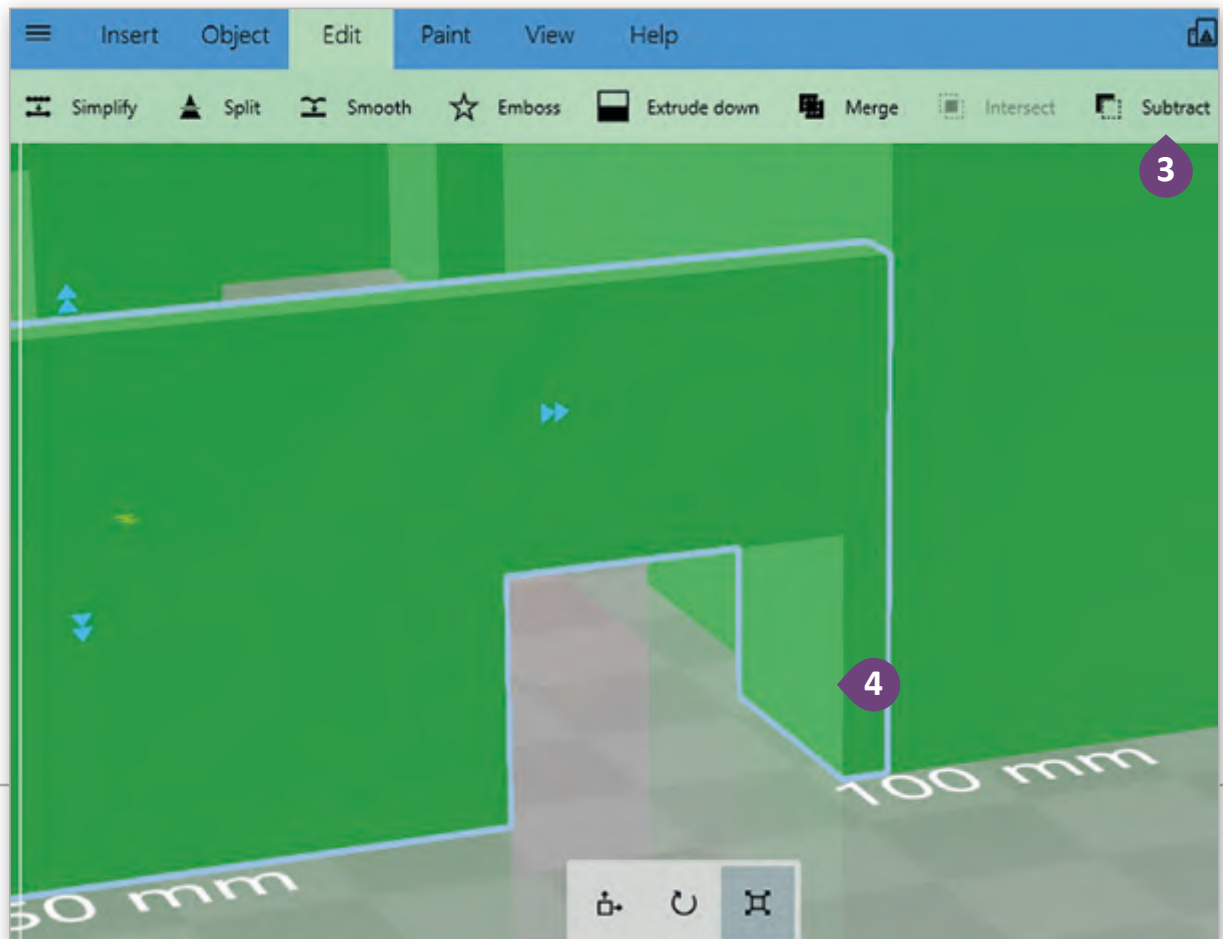 Insert Object Edit Paint View Help
Simplify Split Smooth Emboss Extrude down Merge Intersect Subtract
3
4
100 mm
50 mm